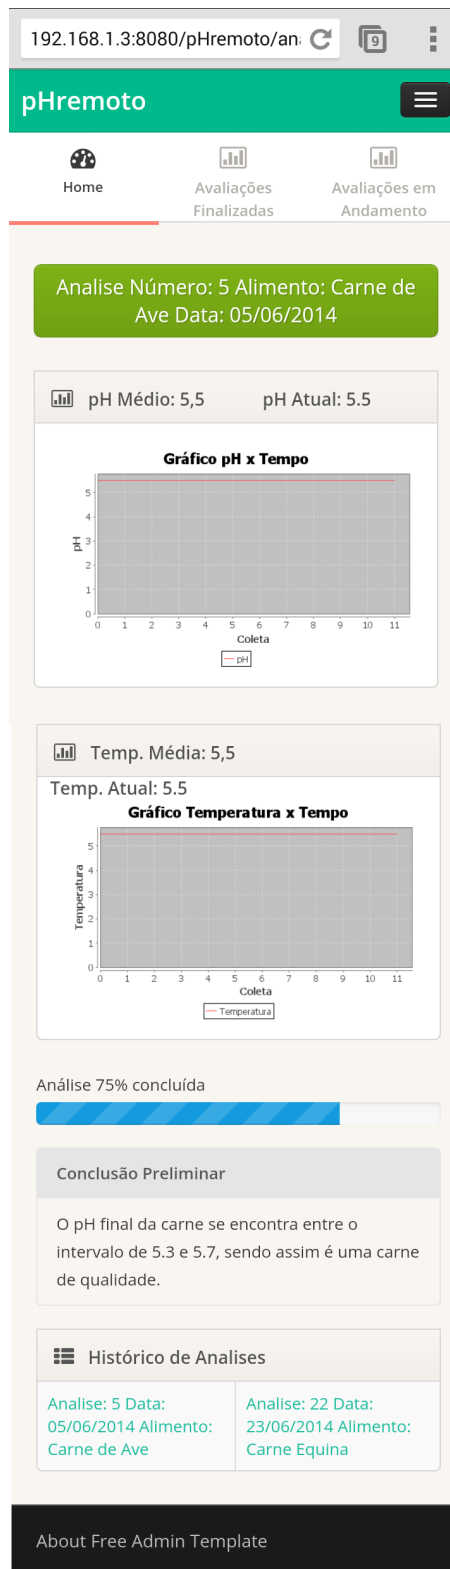 192.168.1.3:8080/pHremoto/an
9
pHremoto
Home
Avaliações
Finalizadas
Avaliações em
Andamento
Analise Número: 5 Alimento: Carne de
Ave Data: 05/06/2014
pH Médio: 5,5 pH Atual: 5.5
Gráfico pH x Tempo
pH
5
4
3
2
1
0
0 1 2 3 4 5 6 7 8 9 10 11
Coleta
pH
Temp. Média: 5,5
Temp. Atual: 5.5
Gráfico Temperatura x Tempo
Temperatura
5
4
3
2
1
0
0 1 2 3 4 5 6 7 8 9 10 11
Coleta
Temperatura
Análise 75% concluída
Conclusão Preliminar
O pH final da carne se encontra entre o
intervalo de 5.3 e 5.7, sendo assim é uma carne
de qualidade.
Histórico de Analises
Analise: 5 Data:
05/06/2014 Alimento:
Carne de Ave
Analise: 22 Data:
23/06/2014 Alimento:
Carne Equina
About Free Admin Template